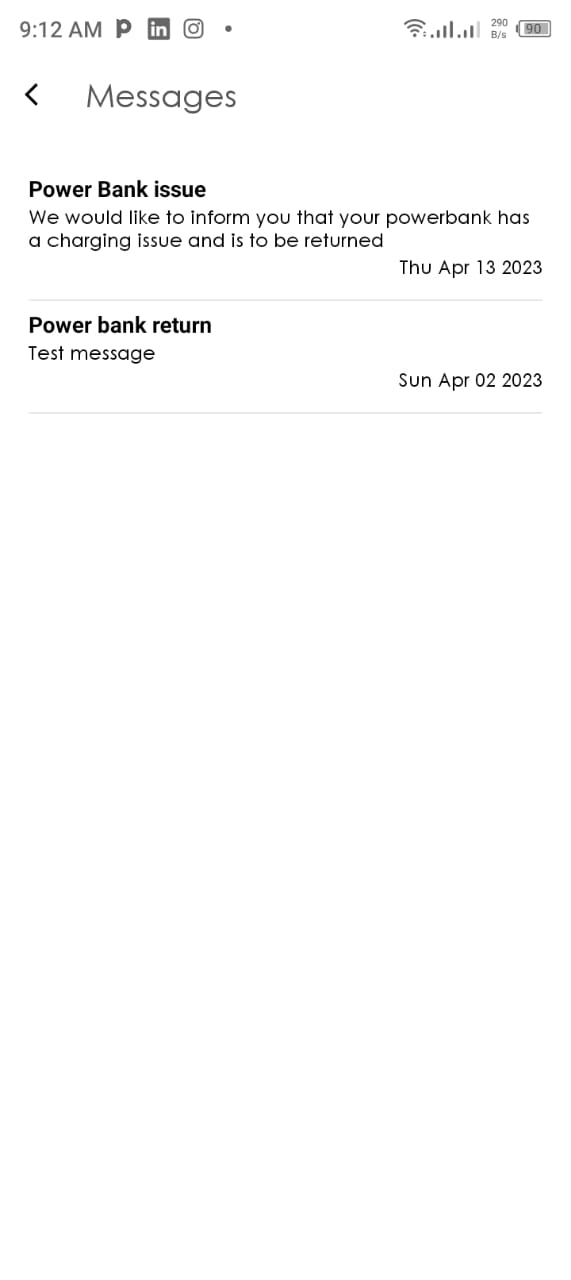 9:12 AM
290
B/s
90
Messages
Power Bank issue
We would like to inform you that your powerbank has
a charging issue and is to be returned
Thu Apr 13 2023
Power bank return
Test message
Sun Apr 02 2023